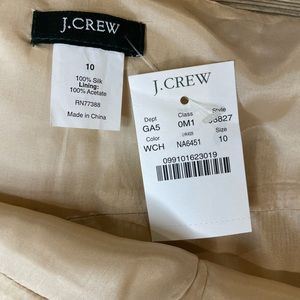 J.CREW
10
100% Silk
Lining:
100% Acetate
RN77388
Made in China
J.CREW
Dept Class Style
GA5 0M1
Color Size
WCH NA6451 10
099101623019